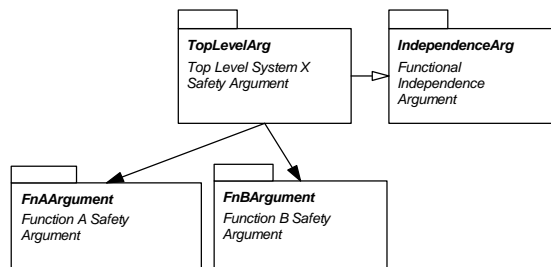 TopLevelArg
Top Level System X
Safety Argument
IndependenceArg
Functional
Independence
Argument
FnAArgument
Function A Safety
Argument
FnBArgument
Function B Safety
Argument